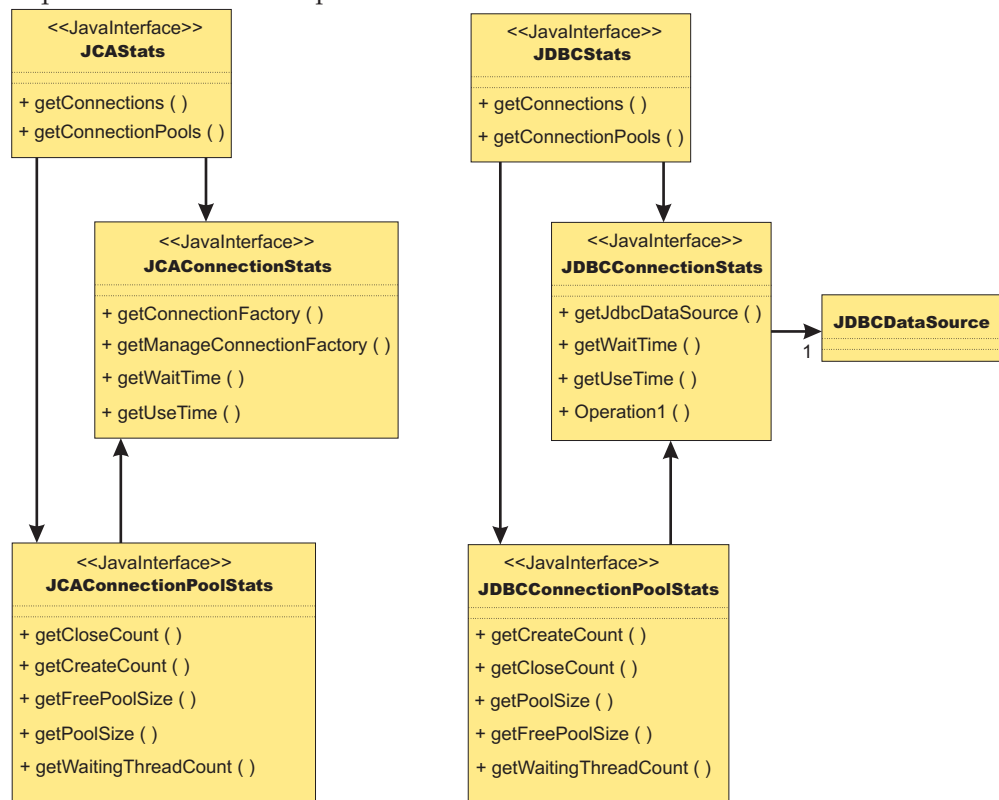 <<JavaInterface>>
JCAStats
+ getConnections ( )
+ getConnectionPools ( )
<<JavaInterface>>
JDBCStats
+ getConnections ( )
+ getConnectionPools ( )
<<JavaInterface>>
JCAConnectionStats
+ getConnectionFactory ( )
+ getManageConnectionFactory ( )
+ getWaitTime ( )
+ getUseTime ( )
<<JavaInterface>>
JDBCConnectionStats
+ getJdbcDataSource ( )
+ getWaitTime ( )
+ getUseTime ( )
+ Operation1 ( )
1
JDBCDataSource
<<JavaInterface>>
JCAConnectionPoolStats
+ getCloseCount ( )
+ getCreateCount ( )
+ getFreePoolSize ( )
+ getPoolSize ( )
+ getWaitingThreadCount ( )
<<JavaInterface>>
JDBCConnectionPoolStats
+ getCreateCount ( )
+ getCloseCount ( )
+ getPoolSize ( )
+ getFreePoolSize ( )
+ getWaitingThreadCount ( )